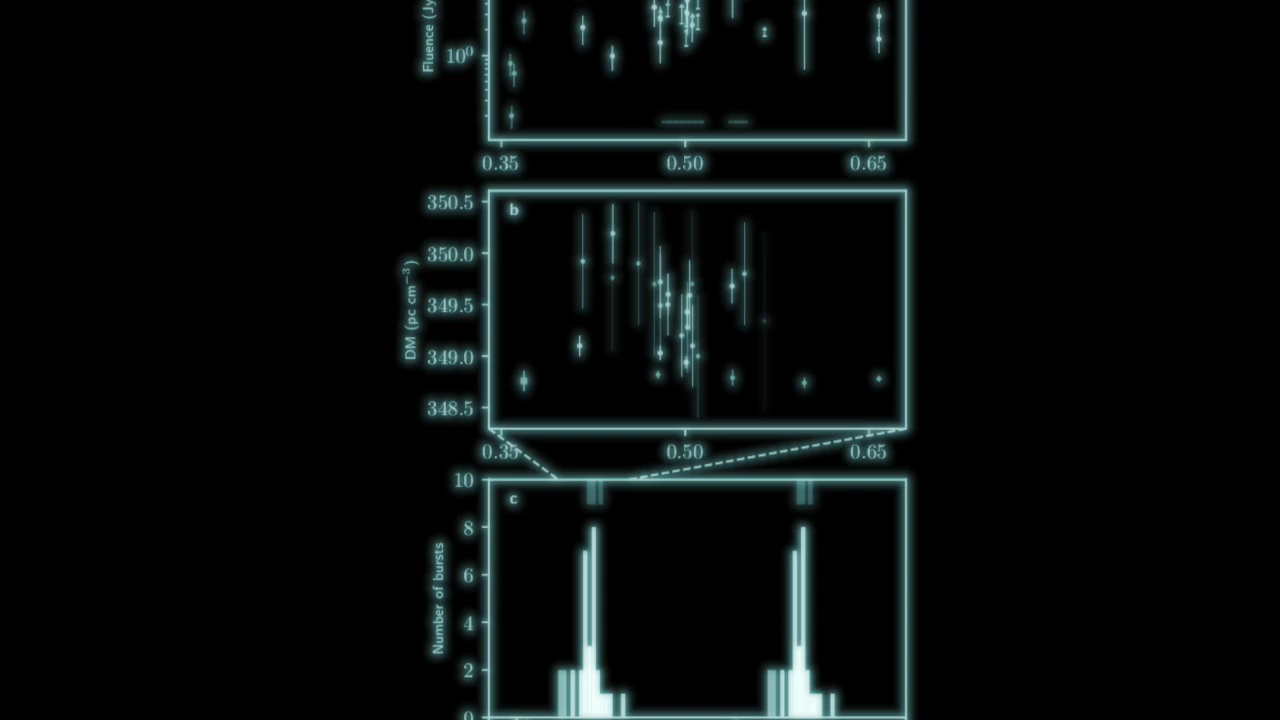 Fluence (Jy
10⁰
0.35 0.50 0.65
b
350.5
350.0
349.5
349.0
348.5
DM (pc cm⁻³)
0.35 0.50 0.65
c
10
8
6
4
2
0
Number of bursts